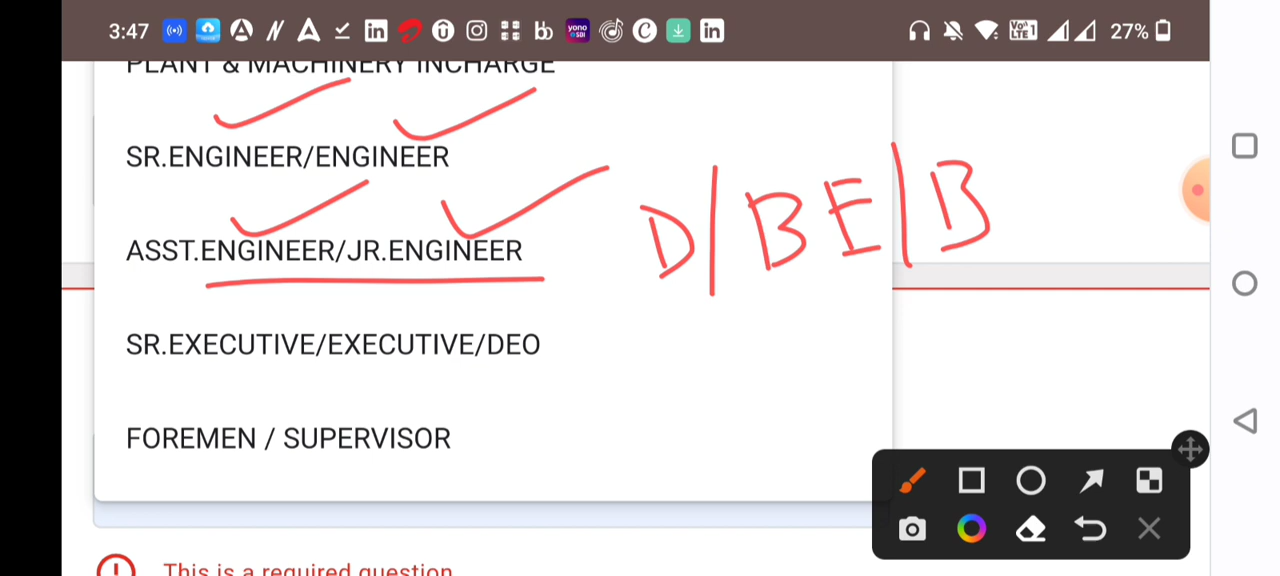 3:47 27%
PLANT & MACHINERY INCHARGE
SR.ENGINEER/ENGINEER
ASST.ENGINEER/JR.ENGINEER
D/BE/B
SR.EXECUTIVE/EXECUTIVE/DEO
FOREMEN / SUPERVISOR
This is a required question